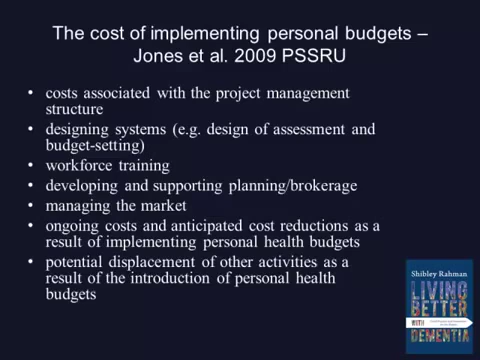 The cost of implementing personal budgets –
Jones et al. 2009 PSSRU
• costs associated with the project management
structure
• designing systems (e.g. design of assessment and
budget-setting)
• workforce training
• developing and supporting planning/brokerage
• managing the market
• ongoing costs and anticipated cost reductions as a
result of implementing personal health budgets
• potential displacement of other activities as a
result of the introduction of personal health
budgets
Shibley Rahman
LIVING
BETTER
WITH
DEMENTIA